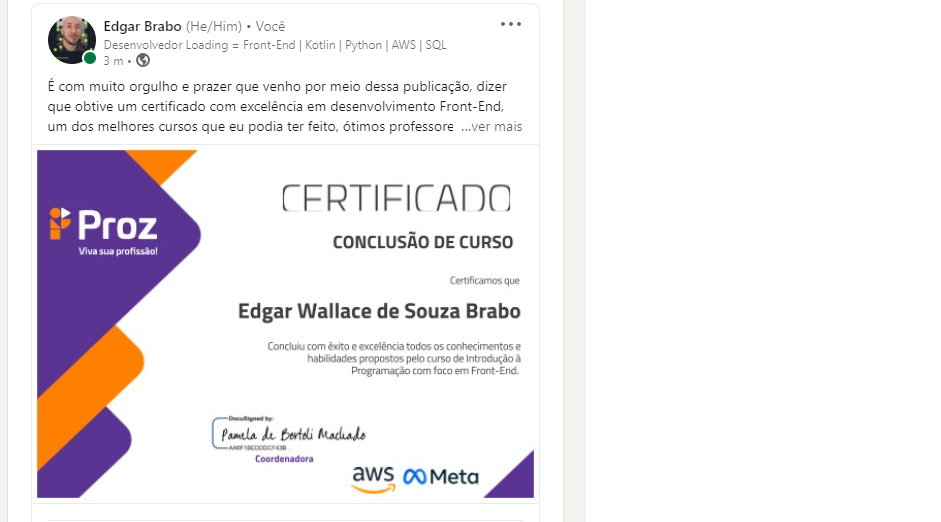 Edgar Brabo (He/Him) • Você
Desenvolvedor Loading = Front-End | Kotlin | Python | AWS | SQL
3 m •
É com muito orgulho e prazer que venho por meio dessa publicação, dizer
que obtive um certificado com excelência em desenvolvimento Front-End,
um dos melhores cursos que eu podia ter feito, ótimos professore ...ver mais
Proz
Viva sua profissão!
CERTIFICADO
CONCLUSÃO DE CURSO
Certificamos que
Edgar Wallace de Souza Brabo
Concluiu com êxito e excelência todos os conhecimentos e
habilidades propostos pelo curso de Introdução à
Programação com foco em Front-End.
DocuSigned by:
Pamela de Bortoli Machado
Coordenadora
aws Meta